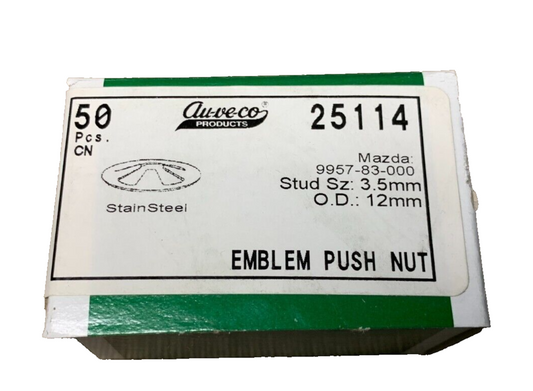 50
Pcs.
CN
au-ve-co®
PRODUCTS
25114
Mazda:
9957-83-000
Stud Sz: 3.5mm
O.D.: 12mm
StainSteel
EMBLEM PUSH NUT